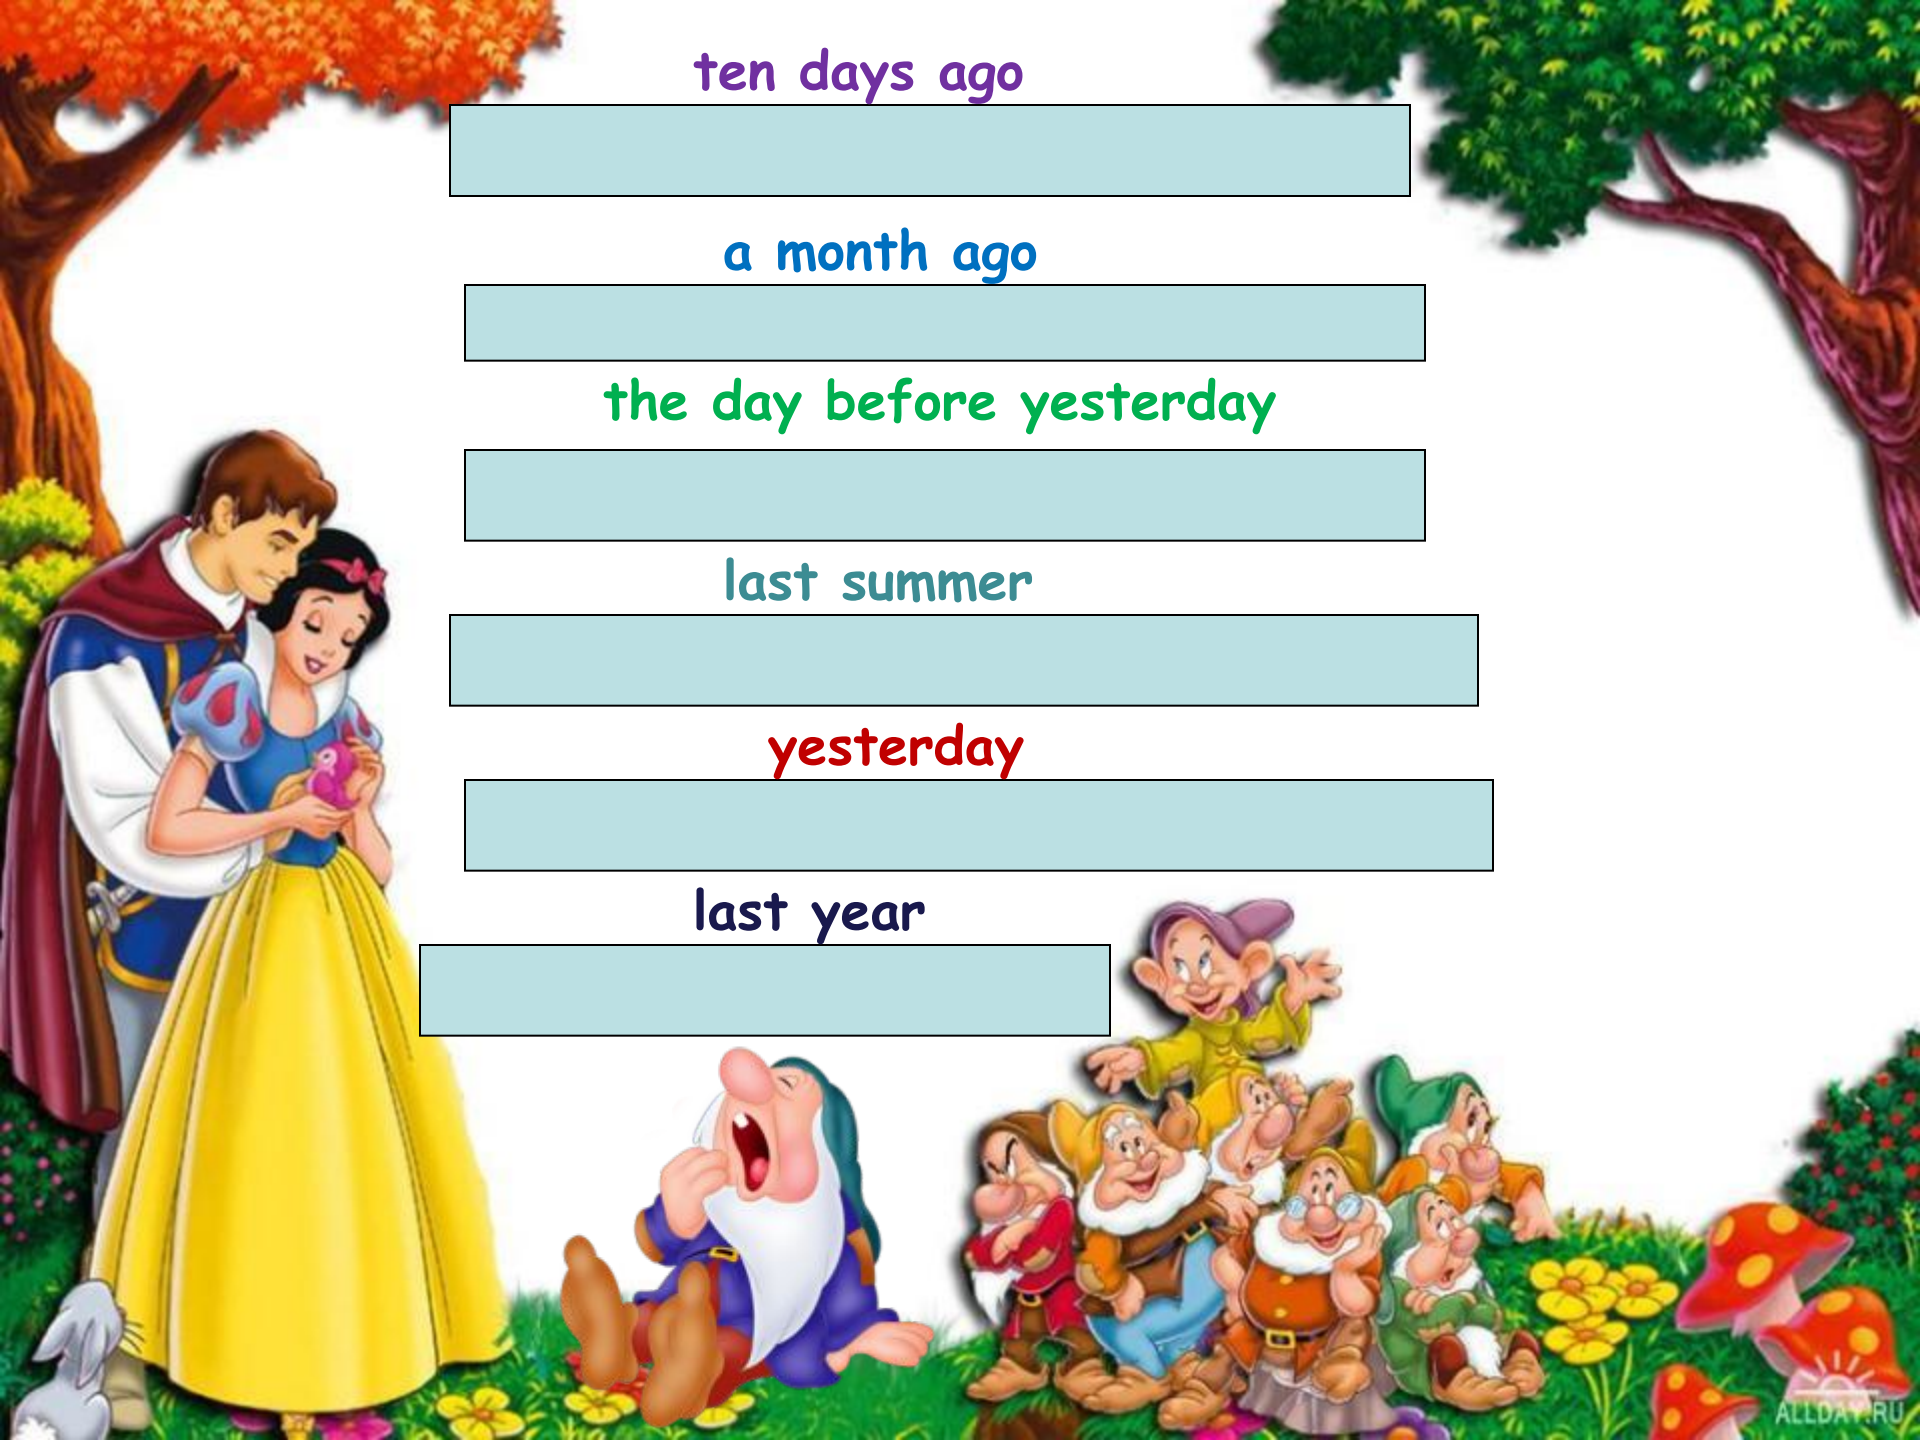 ten days ago
a month ago
the day before yesterday
last summer
yesterday
last year
ALLDAY.RU